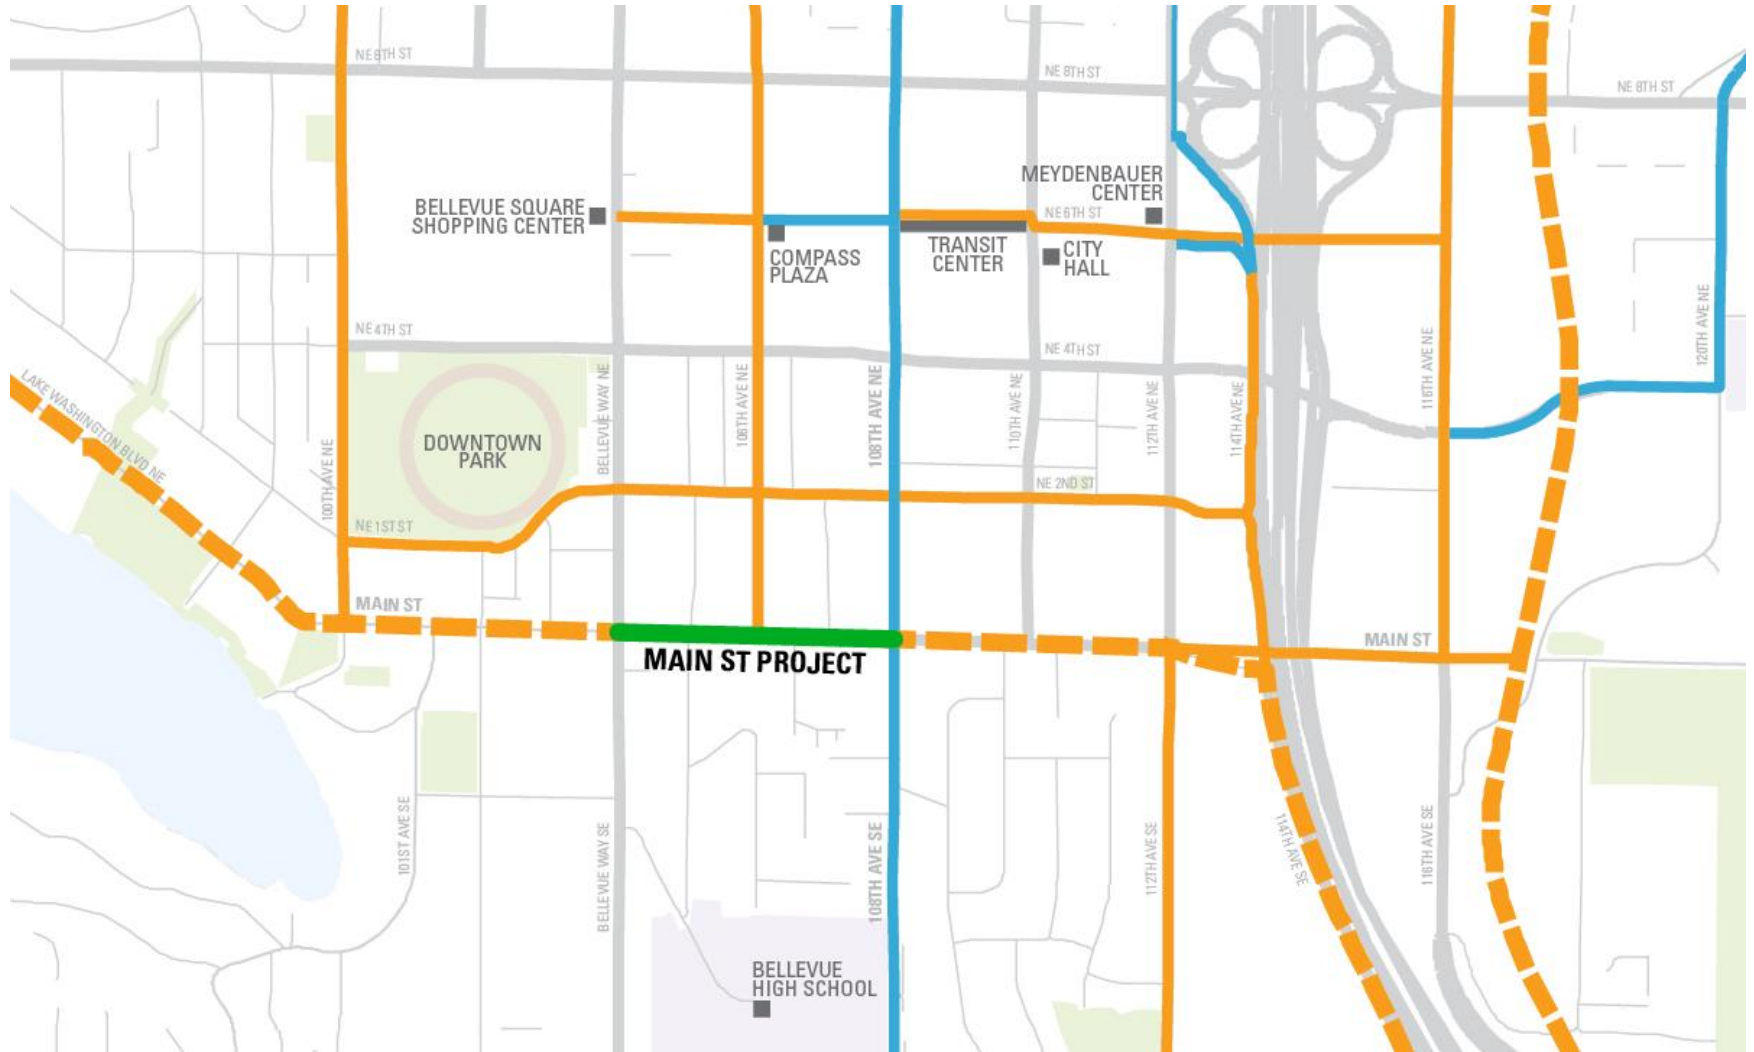 NE 8TH ST
NE 8TH ST
NE 8TH ST
MEYDENBAUER
CENTER
BELLEVUE SQUARE
SHOPPING CENTER
NE 6TH ST
COMPASS
PLAZA
TRANSIT
CENTER
CITY
HALL
NE 4TH ST
NE 4TH ST
120TH AVE NE
LAKE WASHINGTON BLVD NE
100TH AVE NE
DOWNTOWN
PARK
BELLEVUE WAY NE
106TH AVE NE
108TH AVE NE
110TH AVE NE
112TH AVE NE
114TH AVE NE
116TH AVE NE
NE 2ND ST
NE 1ST ST
MAIN ST
MAIN ST
MAIN ST PROJECT
101ST AVE SE
BELLEVUE WAY SE
108TH AVE SE
112TH AVE SE
114TH AVE SE
116TH AVE SE
BELLEVUE
HIGH SCHOOL